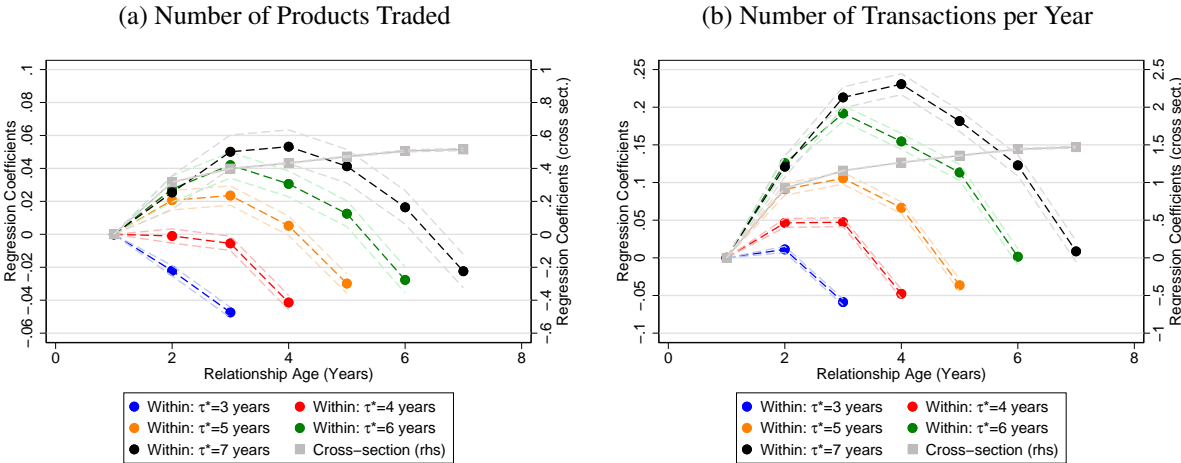 (a) Number of Products Traded
Regression Coefficients
.1
.08
.06
.04
.02
0
-.02
-.04
-.06
1
.8
.6
.4
.2
0
-.2
-.4
-.6
Regression Coefficients (cross sect.)
0 2 4 6 8
Relationship Age (Years)
Within: τ*=3 years Within: τ*=4 years
Within: τ*=5 years Within: τ*=6 years
Within: τ*=7 years Cross-section (rhs)
(b) Number of Transactions per Year
Regression Coefficients
.25
.2
.15
.1
.05
0
-.05
-.1
2.5
2
1.5
1
.5
0
-.5
-1
Regression Coefficients (cross sect.)
0 2 4 6 8
Relationship Age (Years)
Within: τ*=3 years Within: τ*=4 years
Within: τ*=5 years Within: τ*=6 years
Within: τ*=7 years Cross-section (rhs)